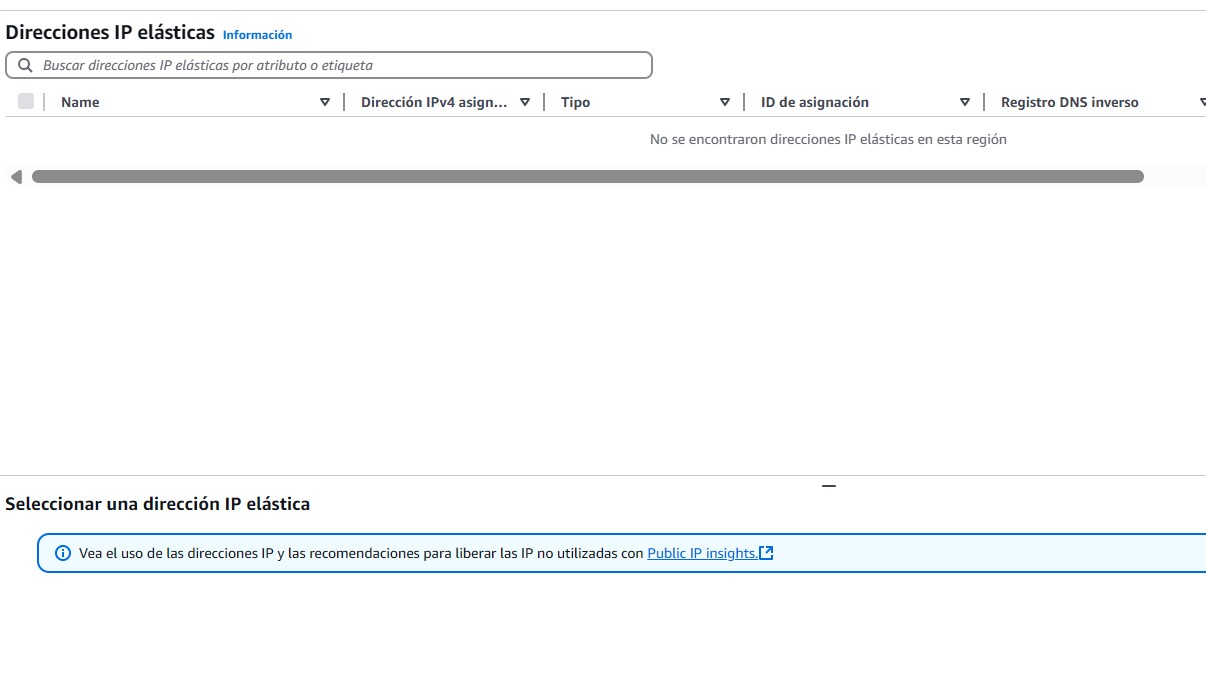 Direcciones IP elásticas Información
Buscar direcciones IP elásticas por atributo o etiqueta
Name Dirección IPv4 asign... Tipo ID de asignación Registro DNS inverso
No se encontraron direcciones IP elásticas en esta región
Seleccionar una dirección IP elástica
Vea el uso de las direcciones IP y las recomendaciones para liberar las IP no utilizadas con Public IP insights.